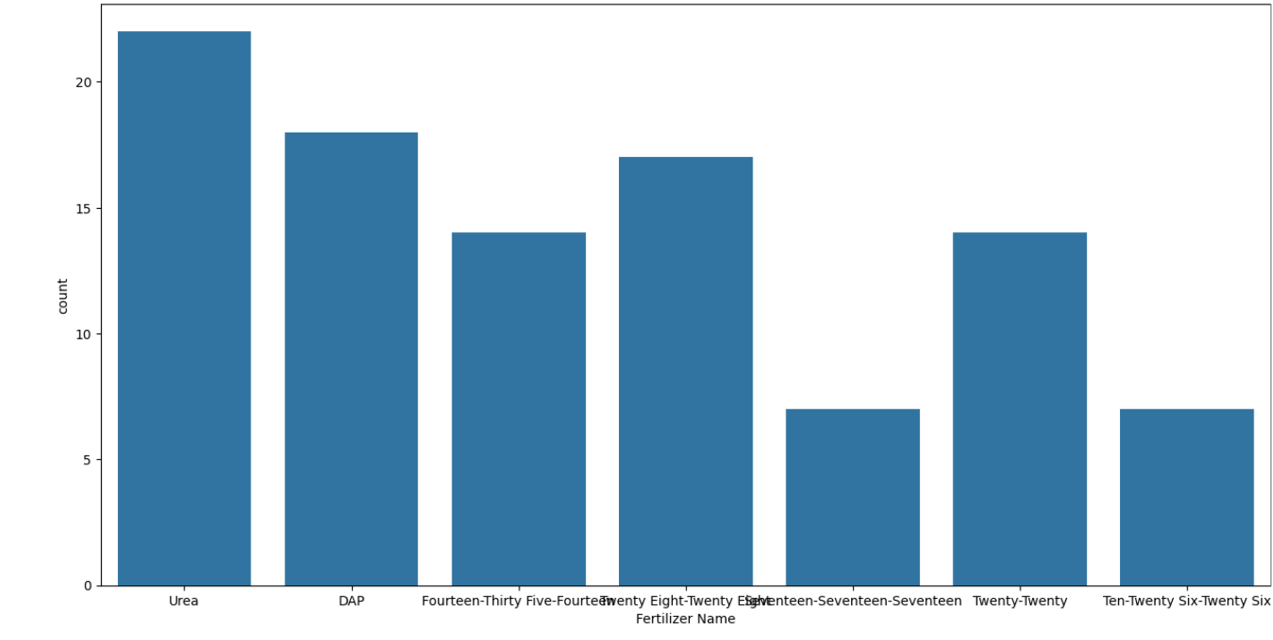 20
15
10
5
0
count
Urea DAP Fourteen-Thirty Five-Fourteen Twenty Eight-Twenty Eight Seventeen-Seventeen-Seventeen Twenty-Twenty Ten-Twenty Six-Twenty Six
Fertilizer Name